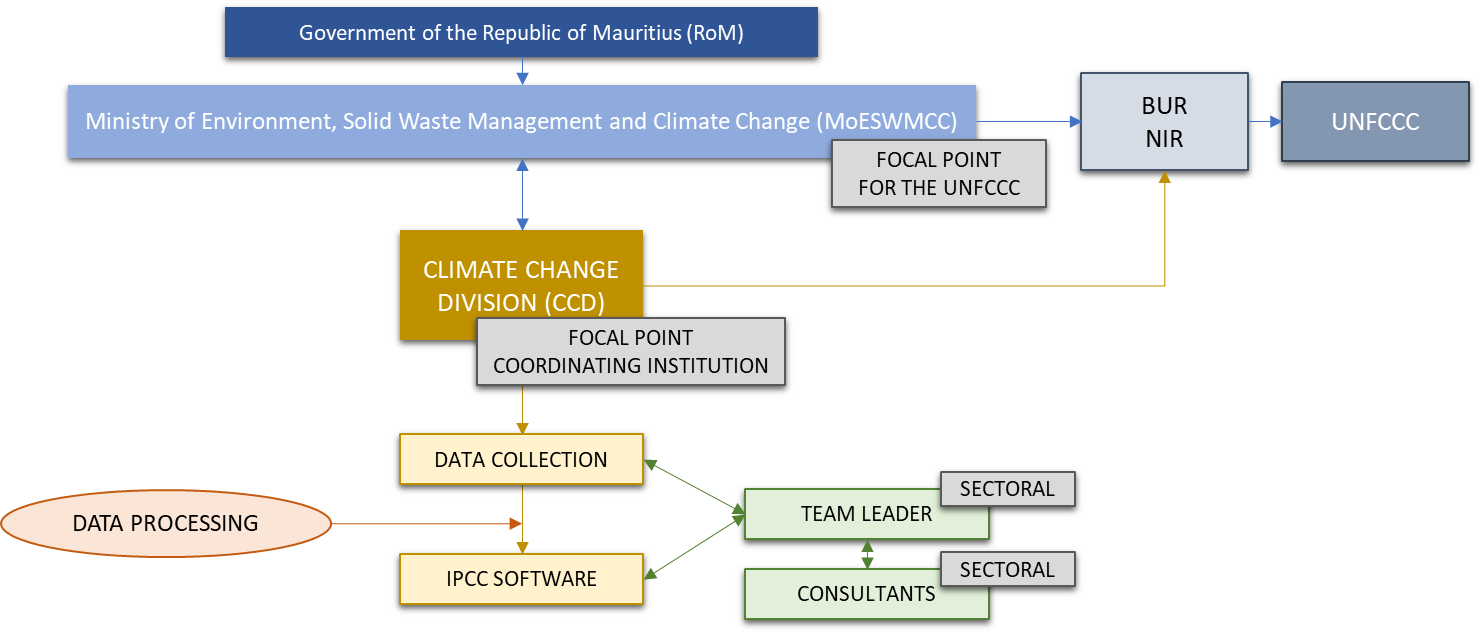 Government of the Republic of Mauritius (RoM)
Ministry of Environment, Solid Waste Management and Climate Change (MoESWMCC)
BUR
NIR
UNFCCC
FOCAL POINT
FOR THE UNFCCC
CLIMATE CHANGE
DIVISION (CCD)
FOCAL POINT
COORDINATING INSTITUTION
DATA COLLECTION
SECTORAL
TEAM LEADER
DATA PROCESSING
IPCC SOFTWARE
SECTORAL
CONSULTANTS